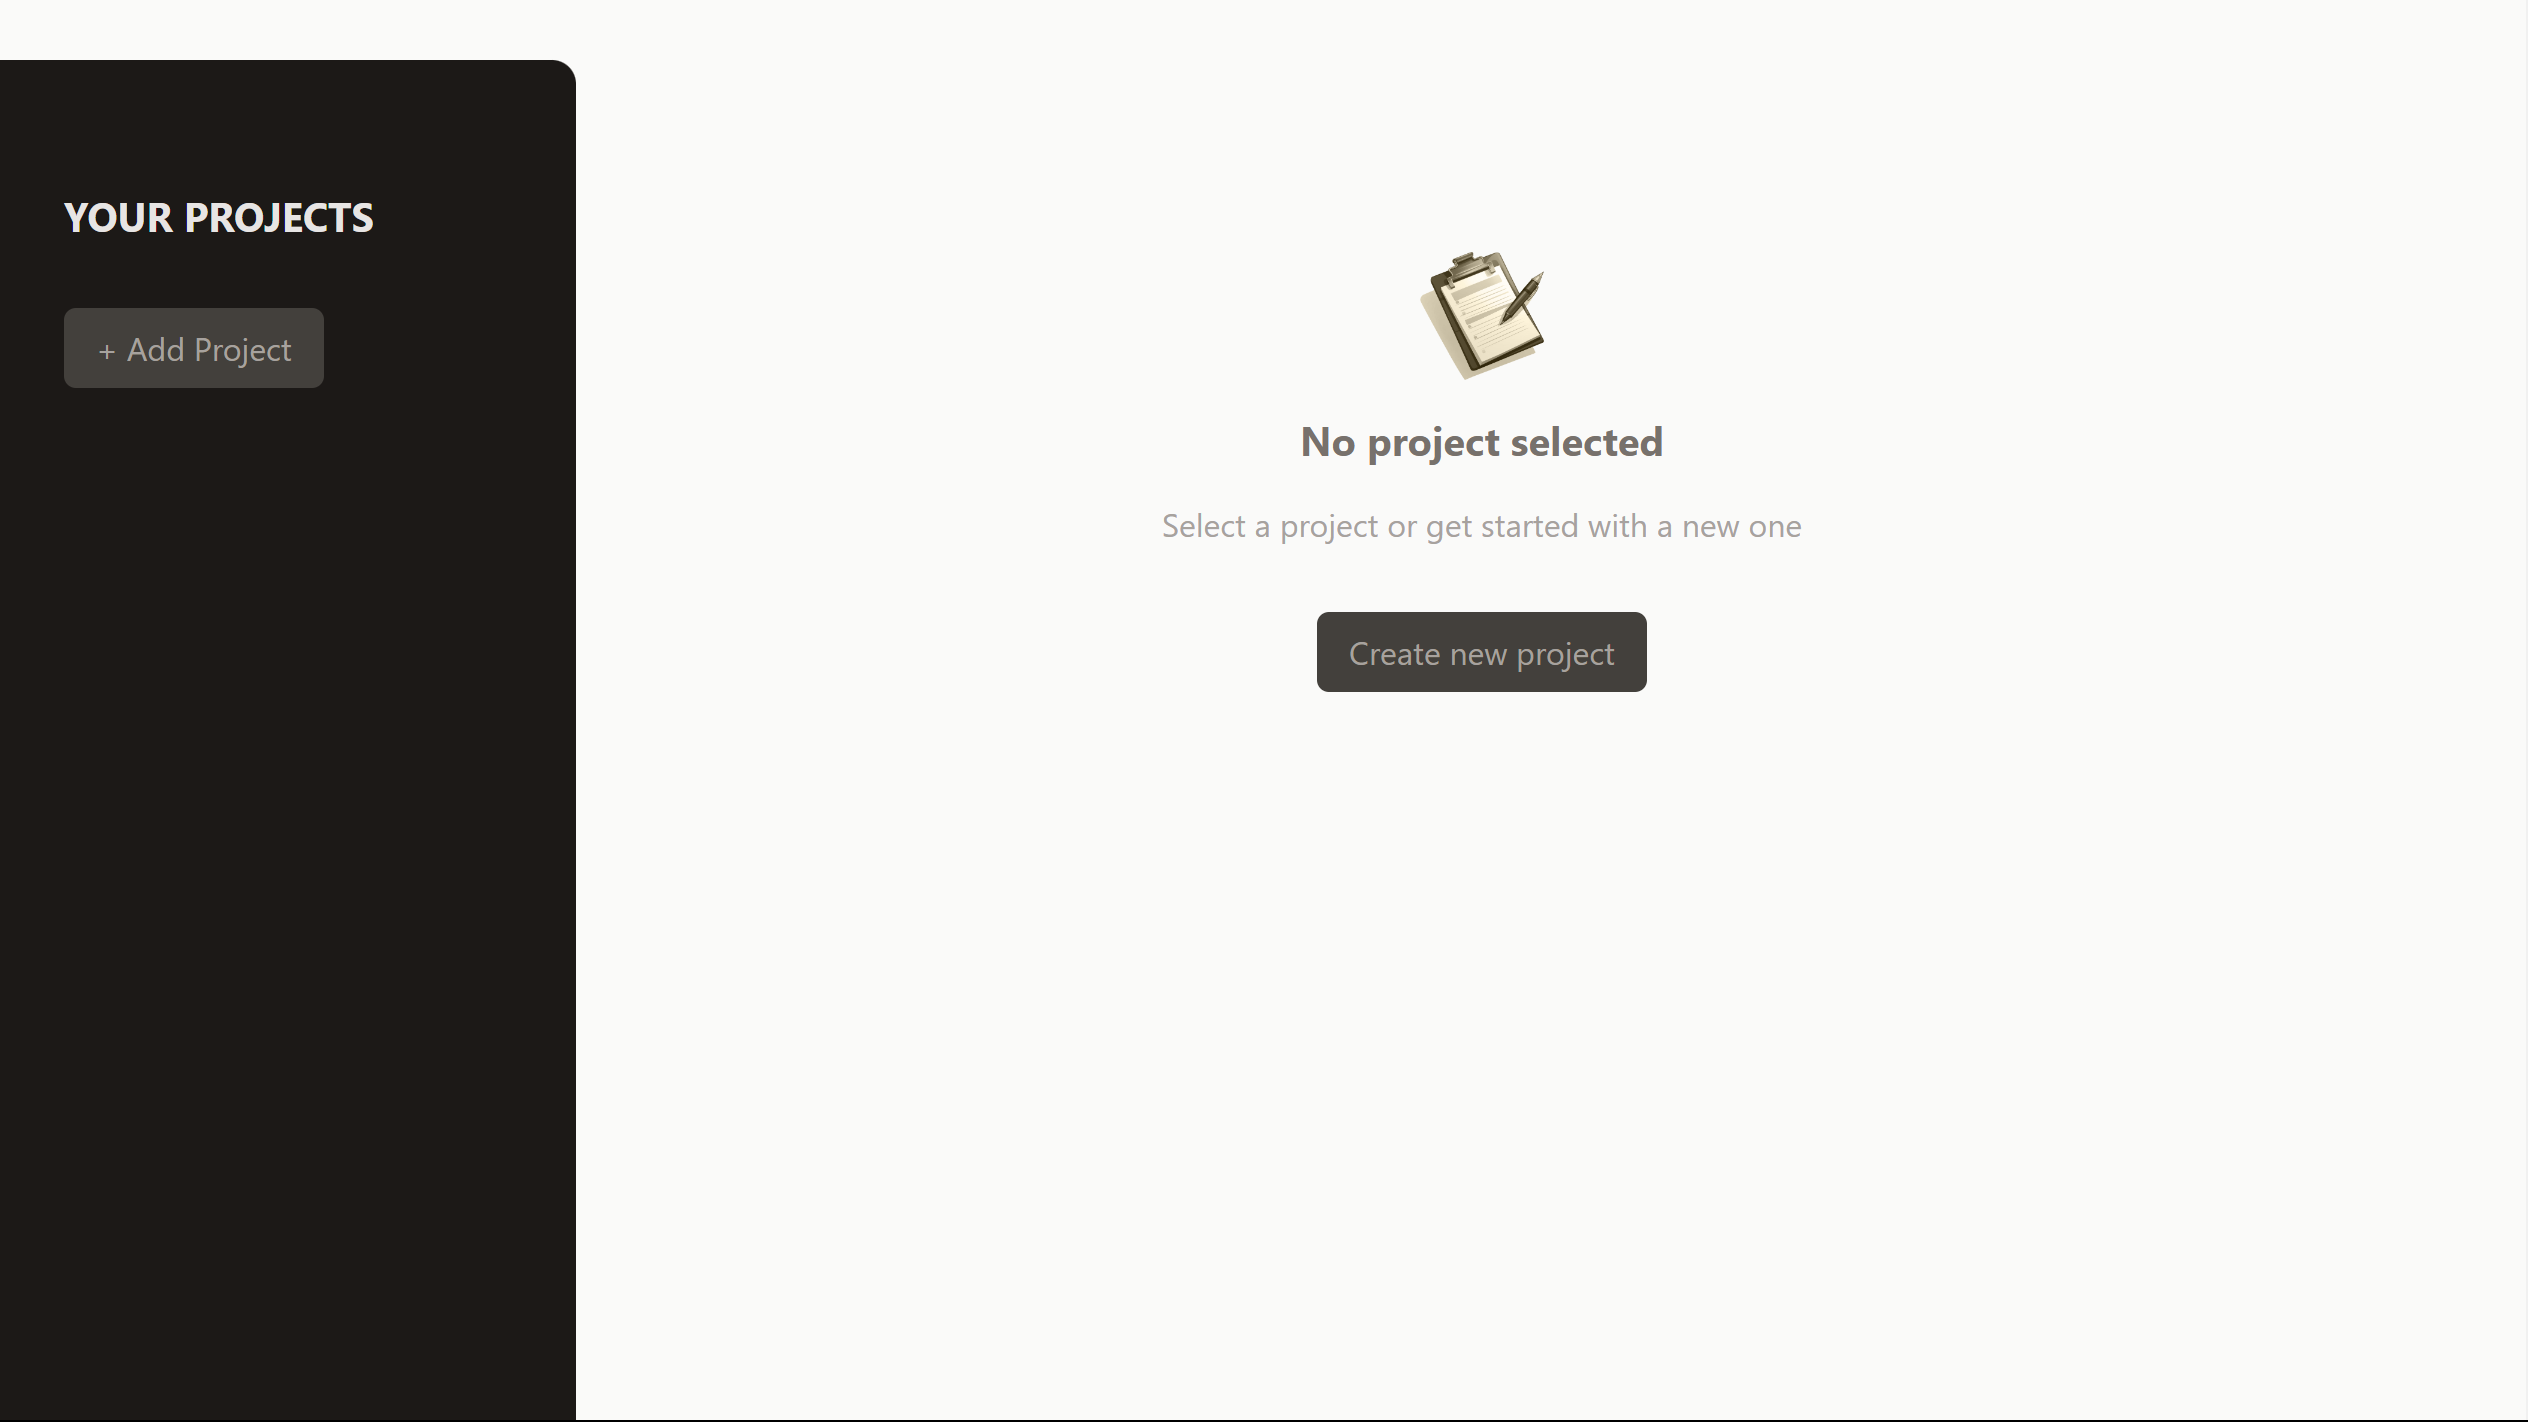 YOUR PROJECTS
+ Add Project
No project selected
Select a project or get started with a new one
Create new project